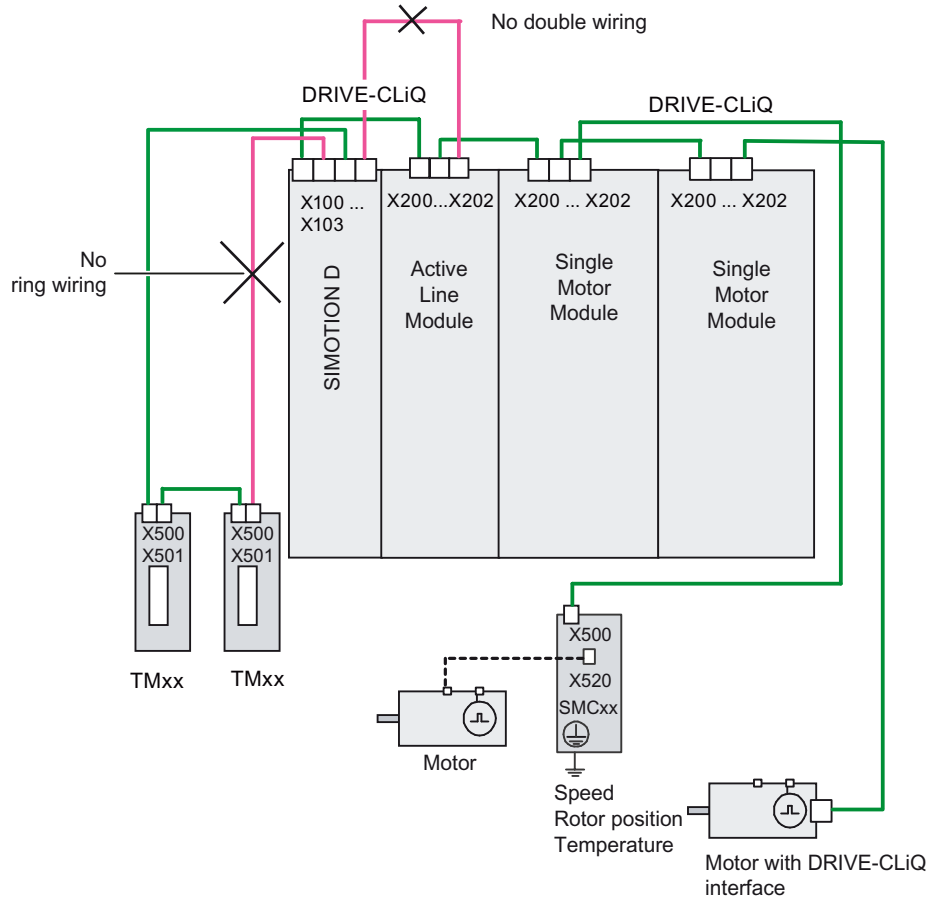 No double wiring
DRIVE-CLiQ
DRIVE-CLiQ
X100 ...
X103
X200...X202
X200 ... X202
X200 ... X202
No
ring wiring
SIMOTION D
Active
Line
Module
Single
Motor
Module
Single
Motor
Module
X500
X501
X500
X501
TMxx
TMxx
X500
X520
SMCxx
Motor
Speed
Rotor position
Temperature
Motor with DRIVE-CLiQ
interface